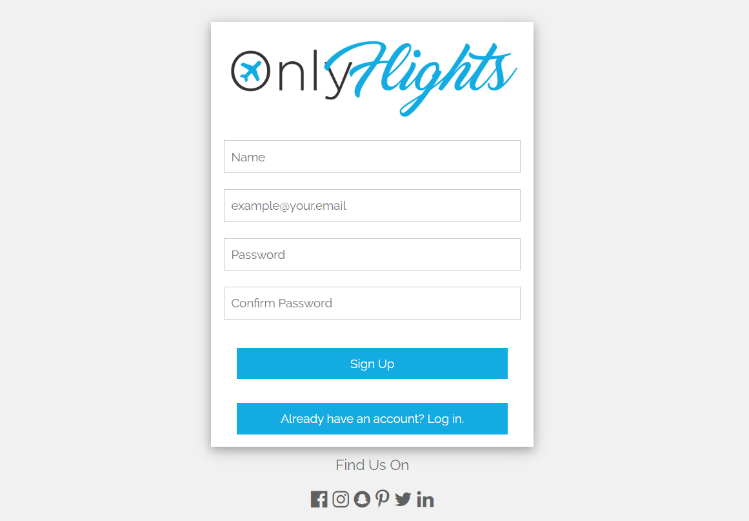 OnlyFlights
Name
example@your.email
Password
Confirm Password
Sign Up
Already have an account? Log in.
Find Us On